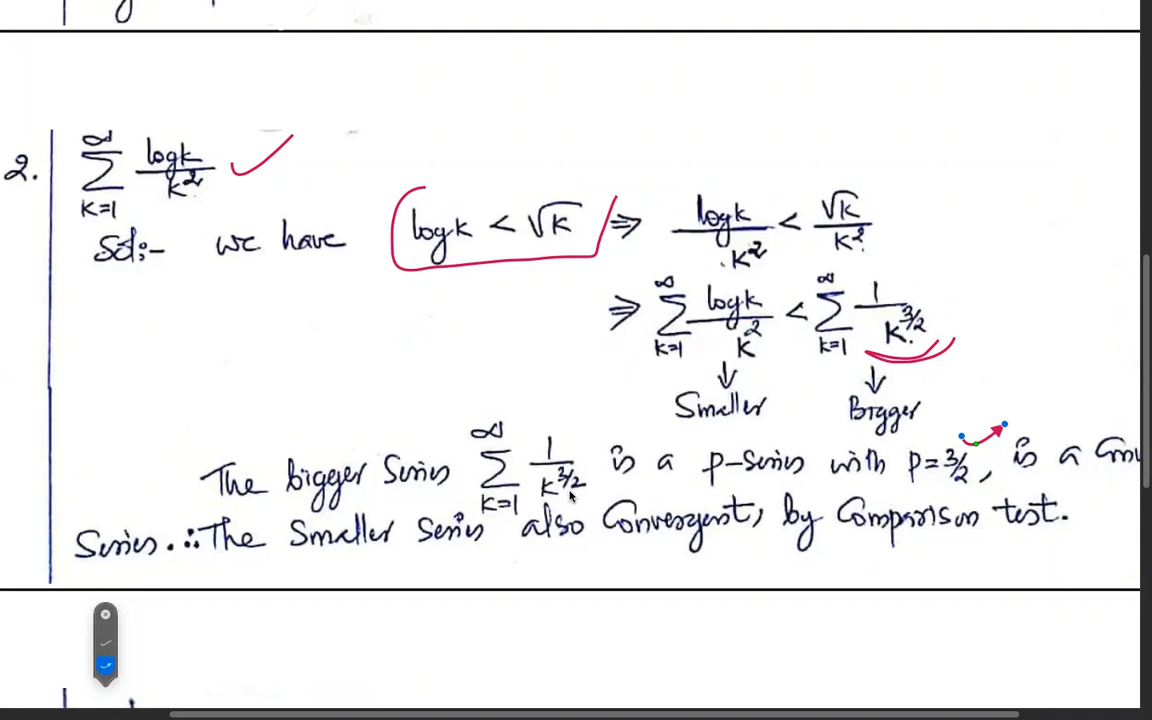 2. ∞ Σ k=1 logk / k²
Sol:- we have logk < √k ⇒ logk / k² < √k / k²
⇒ ∞ Σ k=1 logk / k² < ∞ Σ k=1 1 / k^3/2
↓ ↓
Smaller Bigger
The bigger Series ∞ Σ k=1 1 / k^3/2 is a p-Series with p = 3/2, is a
Series. ∴ The Smaller Series also Convergent, by Comparison test.